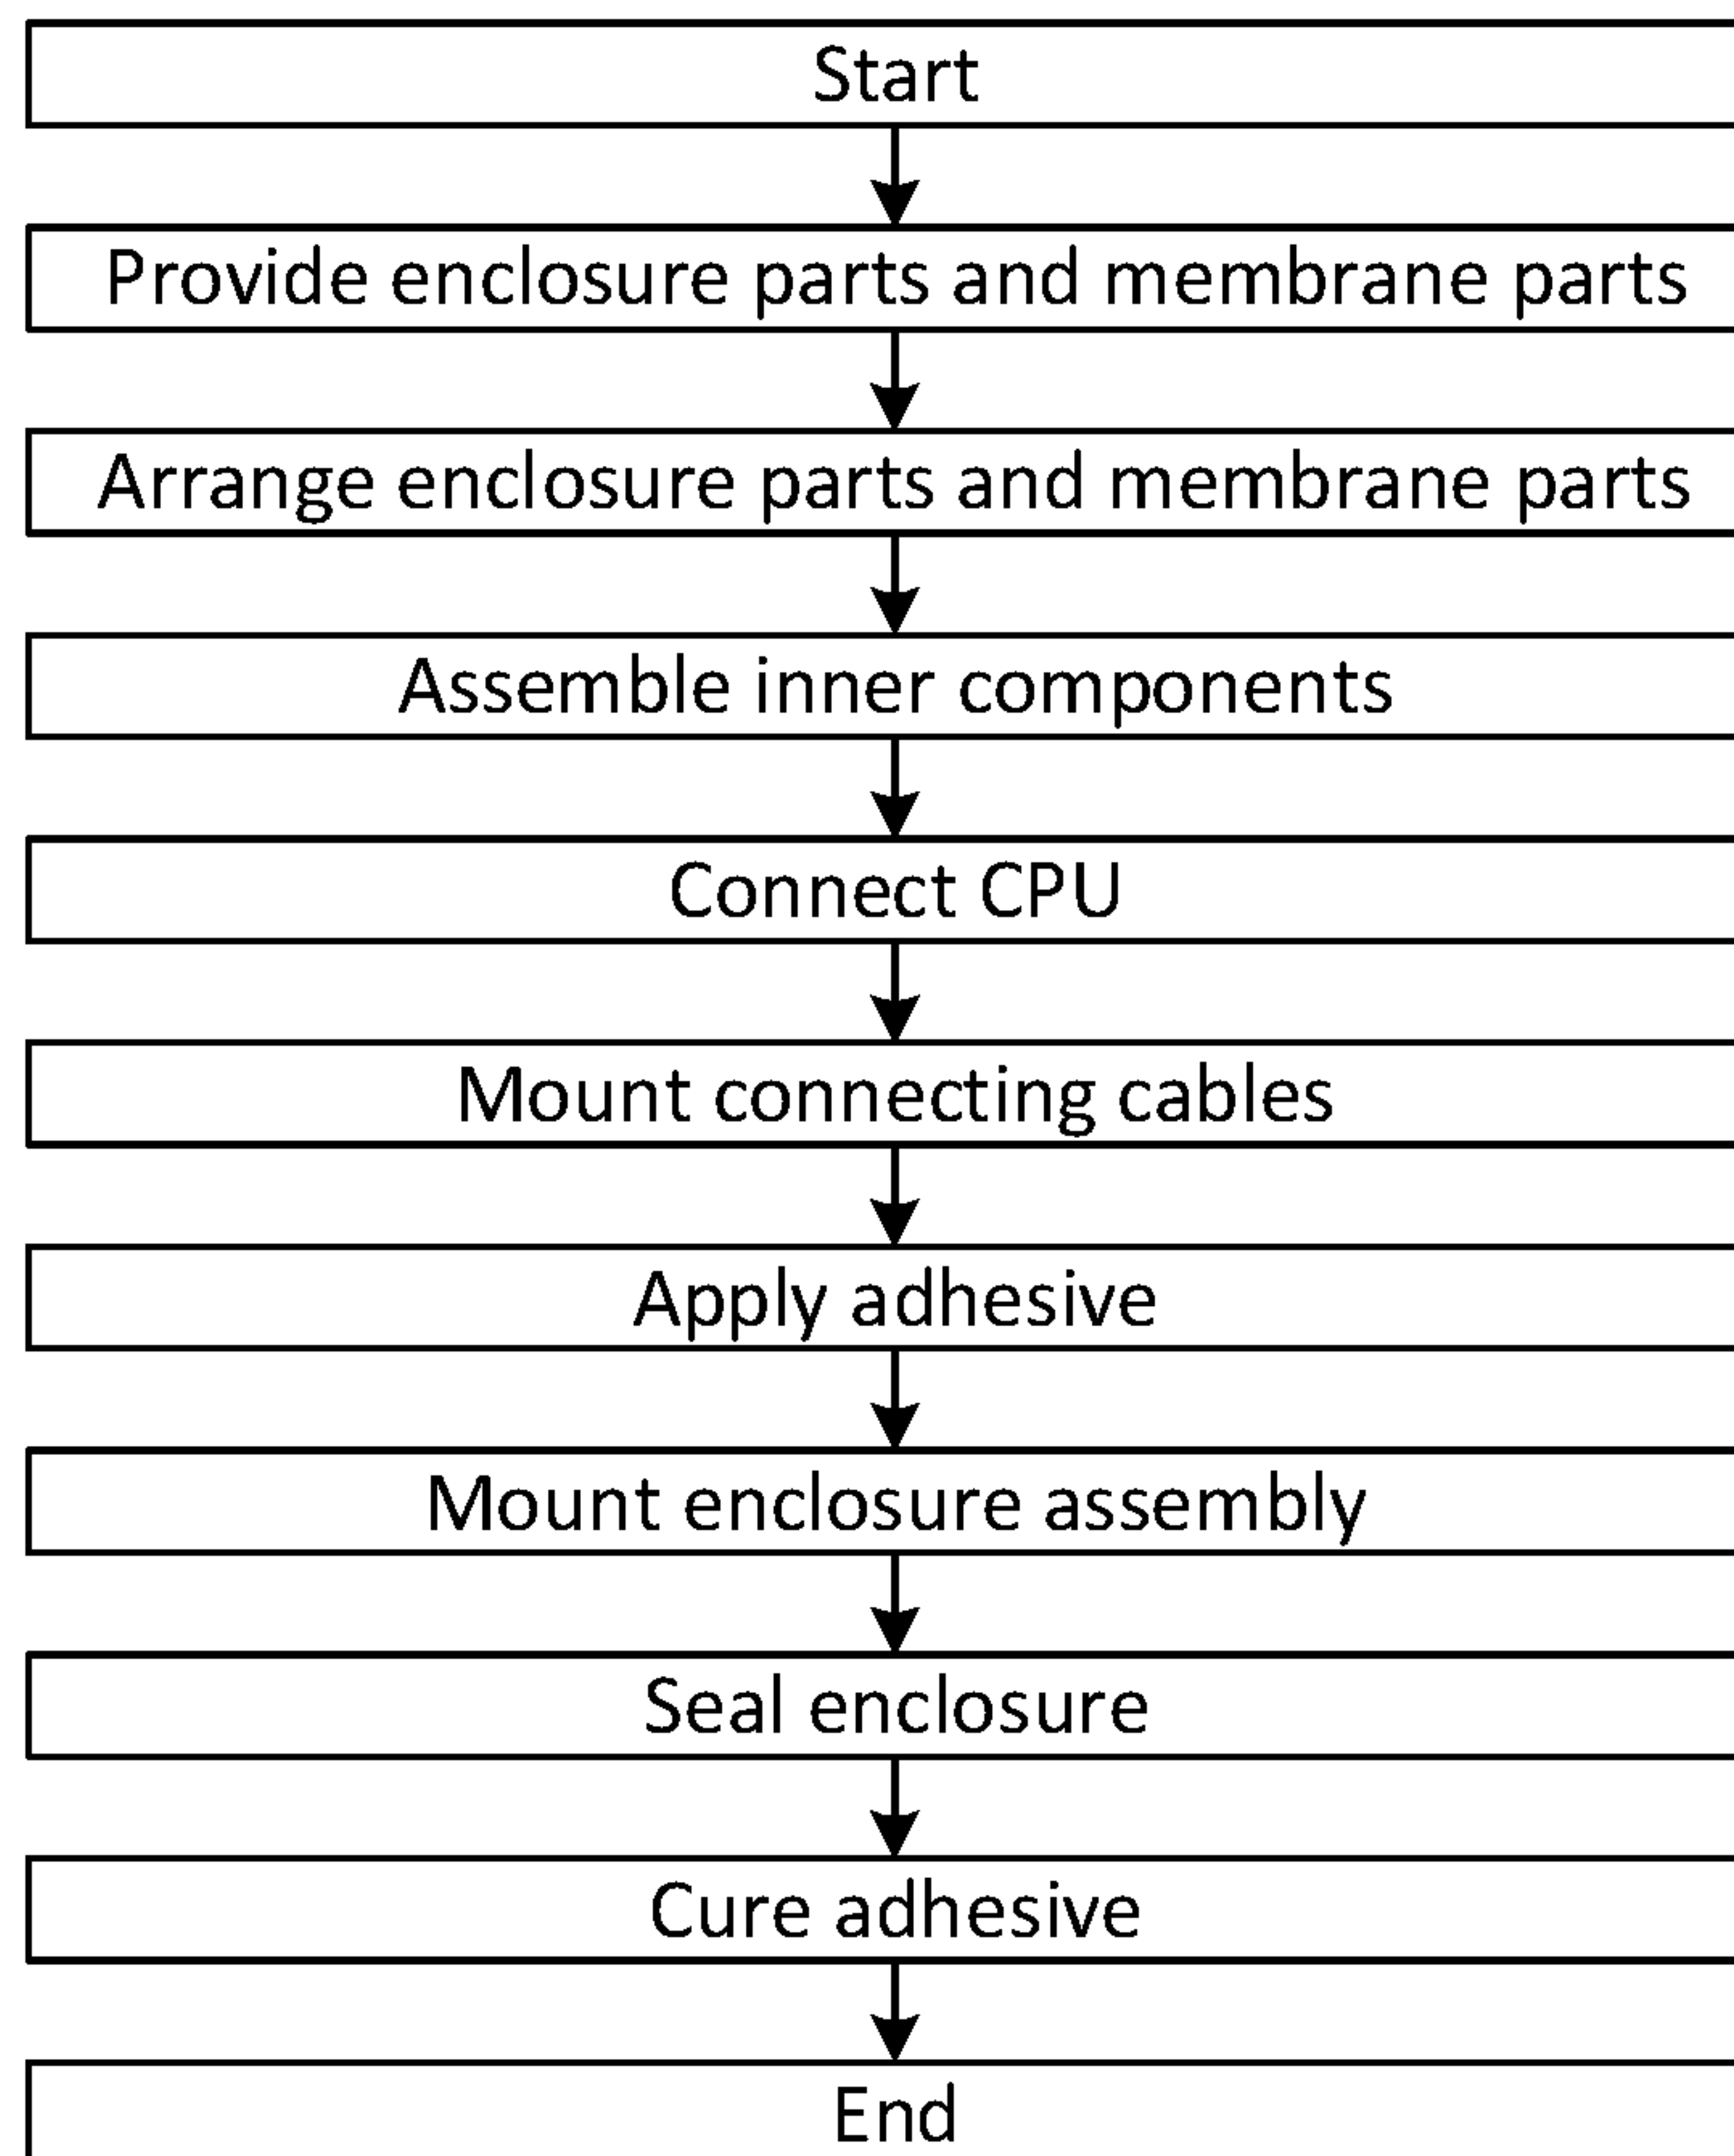 Start
Provide enclosure parts and membrane parts
Arrange enclosure parts and membrane parts
Assemble inner components
Connect CPU
Mount connecting cables
Apply adhesive
Mount enclosure assembly
Seal enclosure
Cure adhesive
End